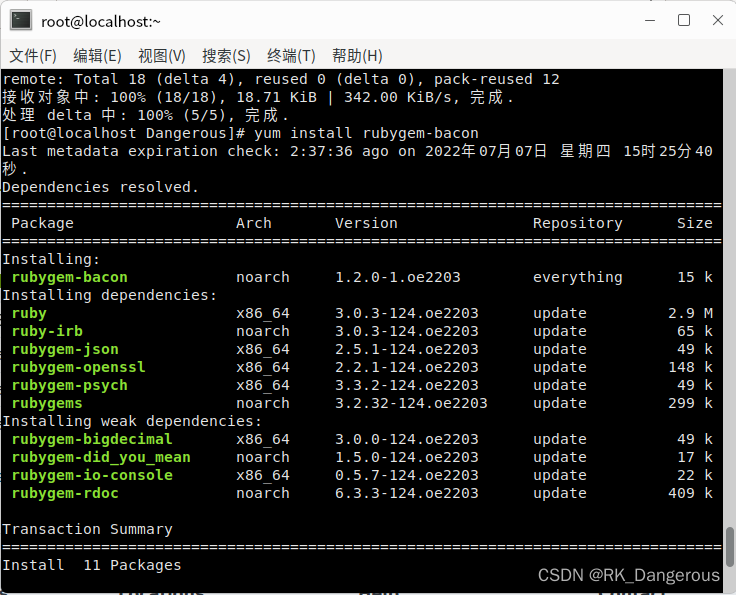 root@localhost:~
文件(F) 编辑(E) 视图(V) 搜索(S) 终端(T) 帮助(H)
remote: Total 18 (delta 4), reused 0 (delta 0), pack-reused 12
接收对象中: 100% (18/18), 18.71 KiB | 342.00 KiB/s, 完成.
处理 delta 中: 100% (5/5), 完成.
[root@localhost Dangerous]# yum install rubygem-bacon
Last metadata expiration check: 2:37:36 ago on 2022年07月07日 星期四 15时25分40
秒.
Dependencies resolved.
================================================================================
Package Arch Version Repository Size
================================================================================
Installing:
rubygem-bacon noarch 1.2.0-1.oe2203 everything 15 k
Installing dependencies:
ruby x86_64 3.0.3-124.oe2203 update 2.9 M
ruby-irb noarch 3.0.3-124.oe2203 update 65 k
rubygem-json x86_64 2.5.1-124.oe2203 update 49 k
rubygem-openssl x86_64 2.2.1-124.oe2203 update 148 k
rubygem-psych x86_64 3.3.2-124.oe2203 update 49 k
rubygems noarch 3.2.32-124.oe2203 update 299 k
Installing weak dependencies:
rubygem-bigdecimal x86_64 3.0.0-124.oe2203 update 49 k
rubygem-did_you_mean noarch 1.5.0-124.oe2203 update 17 k
rubygem-io-console x86_64 0.5.7-124.oe2203 update 22 k
rubygem-rdoc noarch 6.3.3-124.oe2203 update 409 k
Transaction Summary
================================================================================
Install 11 Packages
CSDN @RK_Dangerous